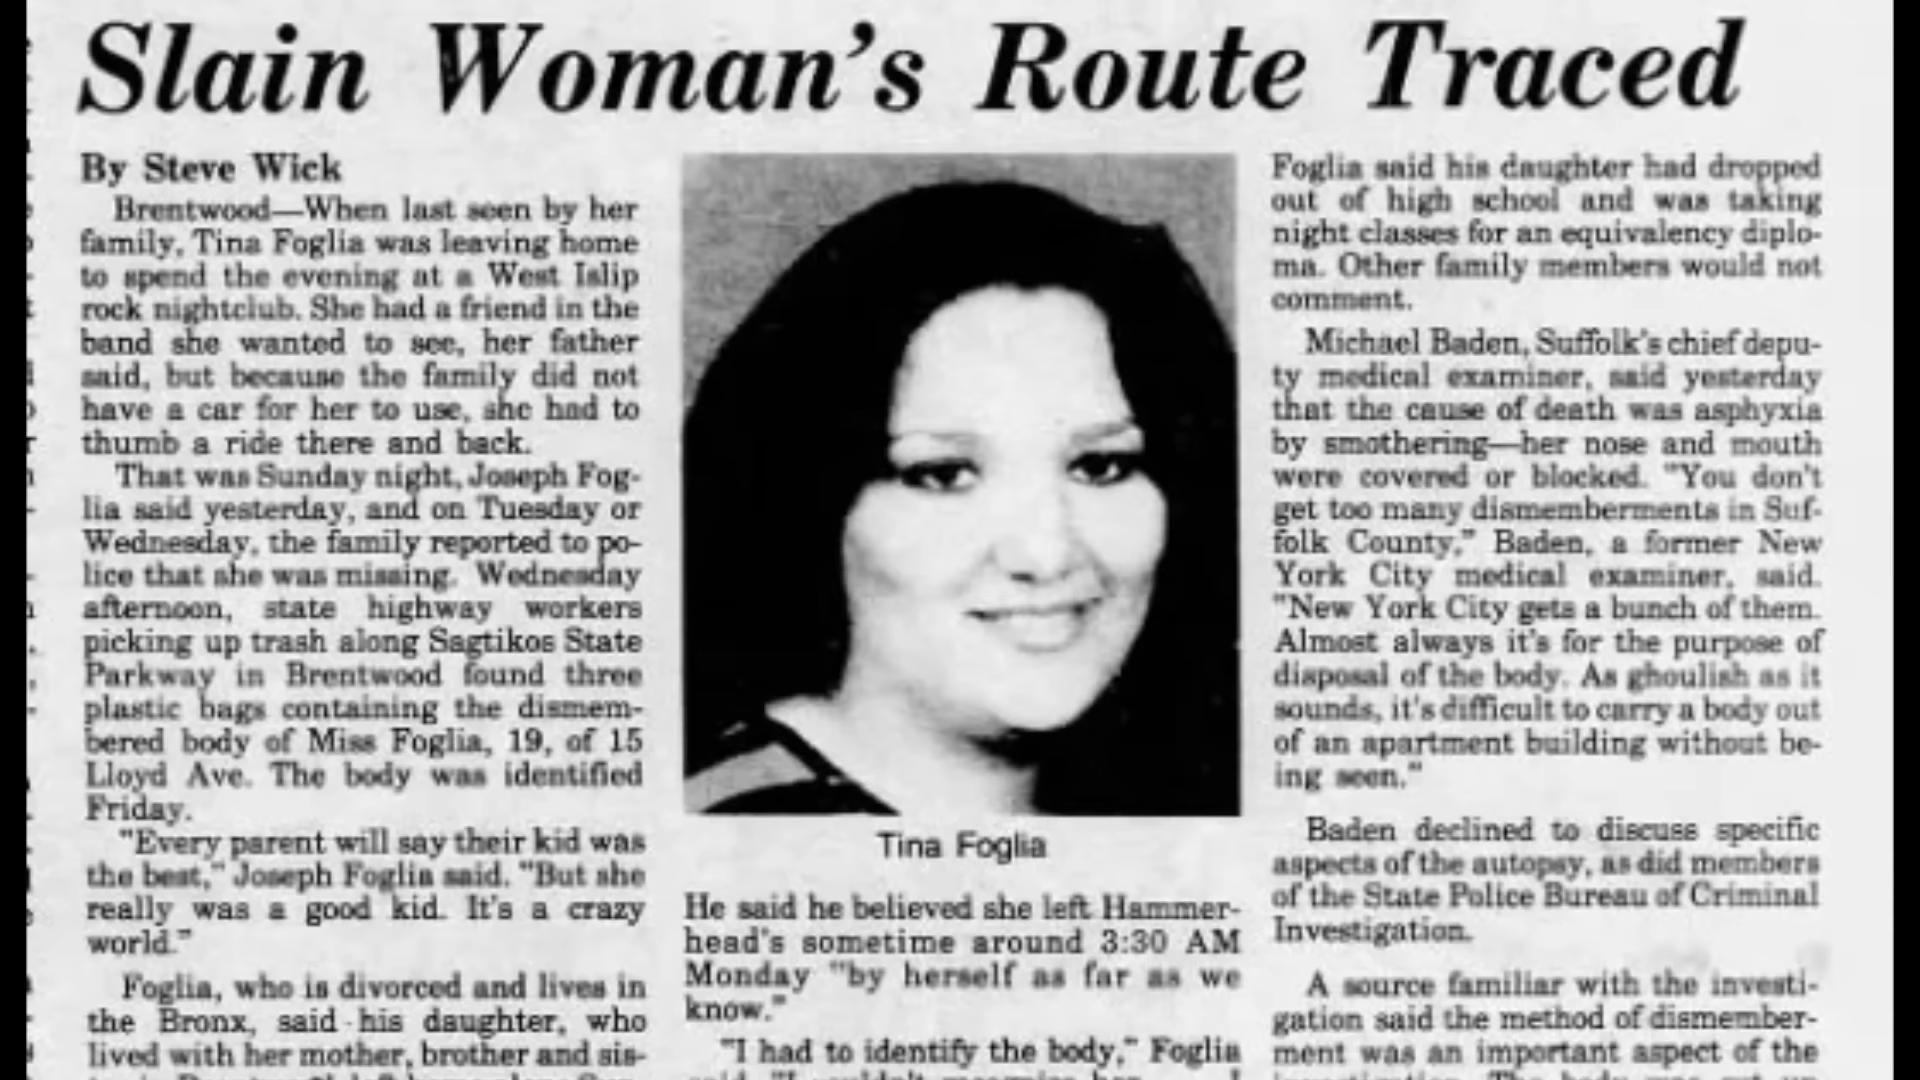 Slain Woman's Route Traced
By Steve Wick
Brentwood—When last seen by her
family, Tina Foglia was leaving home
to spend the evening at a West Islip
rock nightclub. She had a friend in the
band she wanted to see, her father
said, but because the family did not
have a car for her to use, she had to
thumb a ride there and back.
That was Sunday night, Joseph Fog-
lia said yesterday, and on Tuesday or
Wednesday, the family reported to po-
lice that she was missing. Wednesday
afternoon, state highway workers
picking up trash along Sagtikos State
Parkway in Brentwood found three
plastic bags containing the dismem-
bered body of Miss Foglia, 19, of 15
Lloyd Ave. The body was identified
Friday.
"Every parent will say their kid was
the best," Joseph Foglia said. "But she
really was a good kid. It's a crazy
world."
Foglia, who is divorced and lives in
the Bronx, said his daughter, who
lived with her mother, brother and sis-
Tina Foglia
He said he believed she left Hammer-
head's sometime around 3:30 AM
Monday "by herself as far as we
know."
"I had to identify the body," Foglia
Foglia said his daughter had dropped
out of high school and was taking
night classes for an equivalency diplo-
ma. Other family members would not
comment.
Michael Baden, Suffolk's chief depu-
ty medical examiner, said yesterday
that the cause of death was asphyxia
by smothering—her nose and mouth
were covered or blocked. "You don't
get too many dismemberments in Suf-
folk County," Baden, a former New
York City medical examiner, said.
"New York City gets a bunch of them.
Almost always it's for the purpose of
disposal of the body. As ghoulish as it
sounds, it's difficult to carry a body out
of an apartment building without be-
ing seen."
Baden declined to discuss specific
aspects of the autopsy, as did members
of the State Police Bureau of Criminal
Investigation.
A source familiar with the investi-
gation said the method of dismember-
ment was an important aspect of the